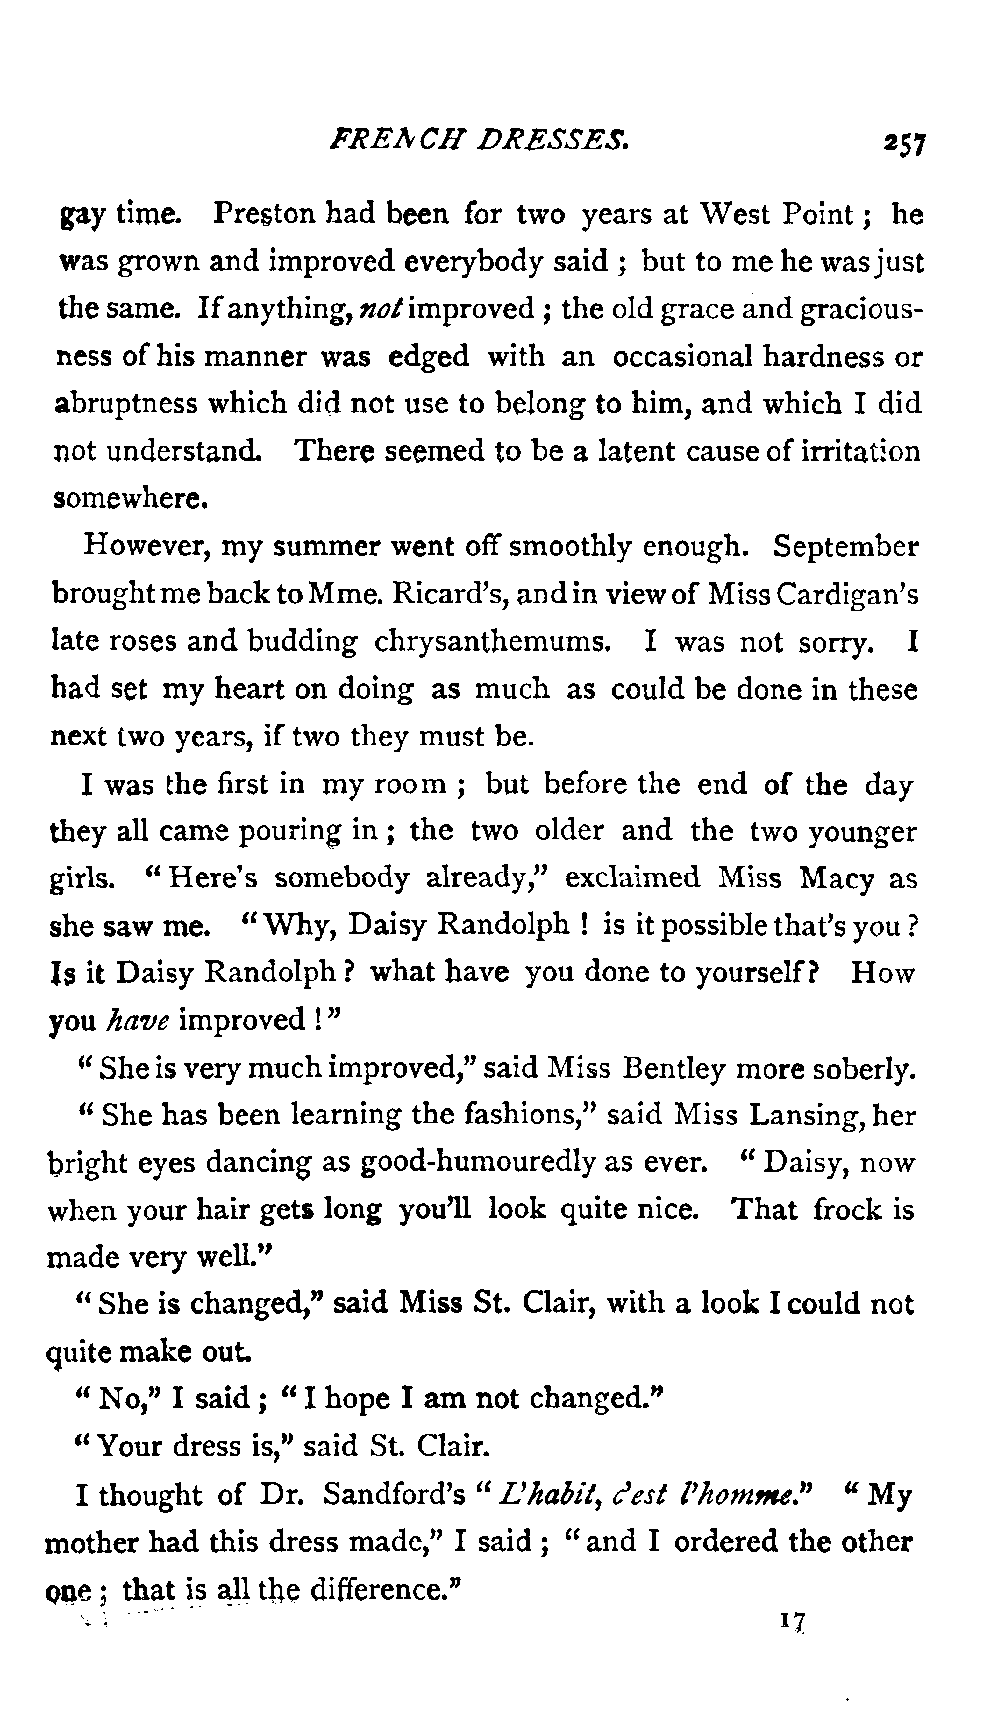 FRENCH DRESSES. 257
gay time. Preston had been for two years at West Point ; he
was grown and improved everybody said ; but to me he was just
the same. If anything, not improved ; the old grace and gracious-
ness of his manner was edged with an occasional hardness or
abruptness which did not use to belong to him, and which I did
not understand. There seemed to be a latent cause of irritation
somewhere.
However, my summer went off smoothly enough. September
brought me back to Mme. Ricard's, and in view of Miss Cardigan's
late roses and budding chrysanthemums. I was not sorry. I
had set my heart on doing as much as could be done in these
next two years, if two they must be.
I was the first in my room ; but before the end of the day
they all came pouring in ; the two older and the two younger
girls. “ Here's somebody already,” exclaimed Miss Macy as
she saw me. “ Why, Daisy Randolph ! is it possible that's you ?
Is it Daisy Randolph ? what have you done to yourself ? How
you have improved ! ”
“ She is very much improved,” said Miss Bentley more soberly.
“ She has been learning the fashions,” said Miss Lansing, her
bright eyes dancing as good-humouredly as ever. “ Daisy, now
when your hair gets long you'll look quite nice. That frock is
made very well.”
“ She is changed,” said Miss St. Clair, with a look I could not
quite make out.
“ No,” I said ; “ I hope I am not changed.”
“ Your dress is,” said St. Clair.
I thought of Dr. Sandford's “ L'habit, c'est l'homme.” “ My
mother had this dress made,” I said ; “ and I ordered the other
one ; that is all the difference.”
17